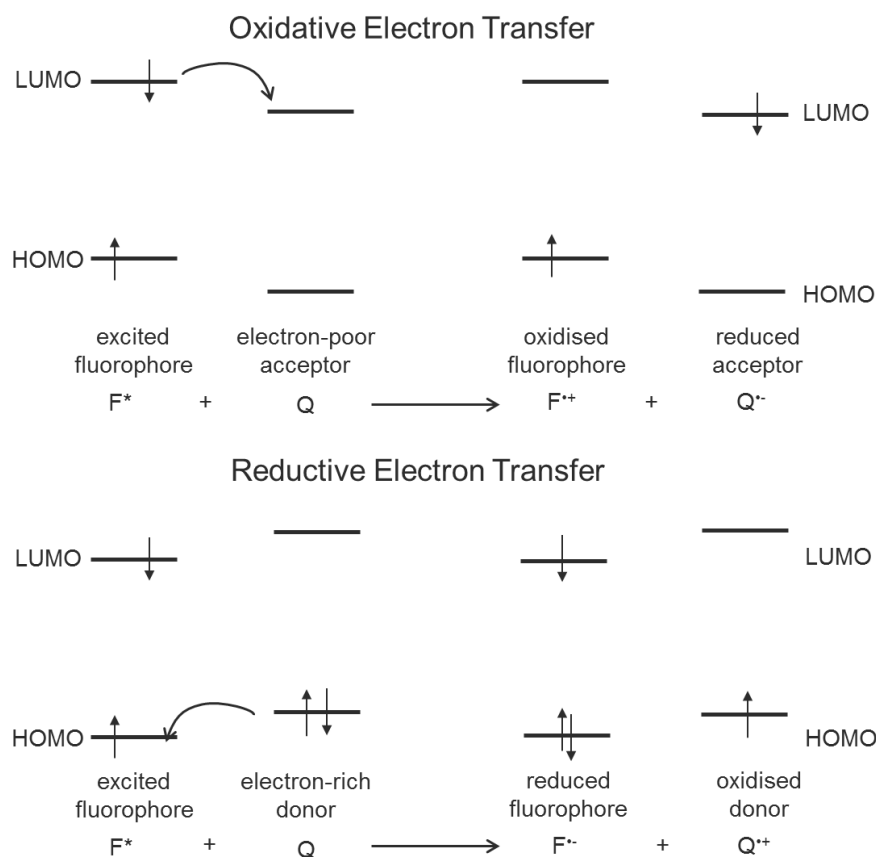 Oxidative Electron Transfer
LUMO
LUMO
HOMO
HOMO
excited fluorophore
electron-poor acceptor
oxidised fluorophore
reduced acceptor
F* + Q F•+ + Q•-
Reductive Electron Transfer
LUMO
LUMO
HOMO
HOMO
excited fluorophore
electron-rich donor
reduced fluorophore
oxidised donor
F* + Q F•- + Q•+